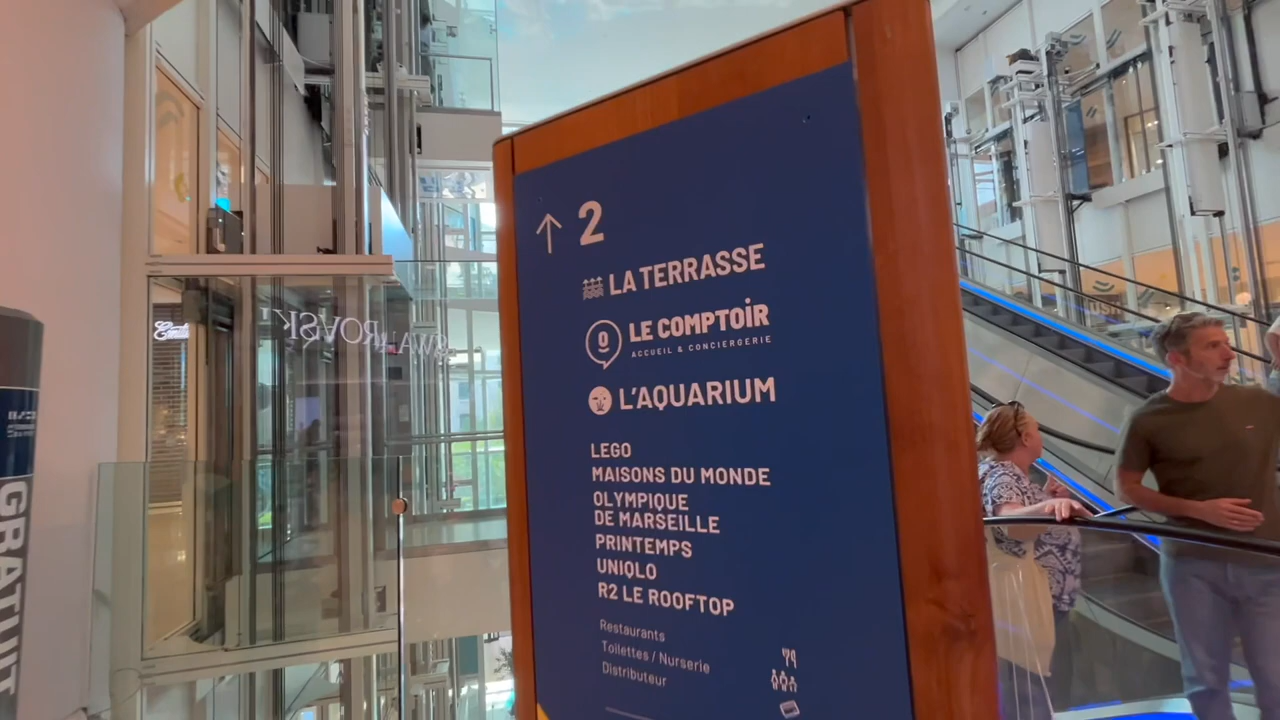 2
LA TERRASSE
LE COMPTOIR
ACCUEIL & CONCIERGERIE
L'AQUARIUM
LEGO
MAISONS DU MONDE
OLYMPIQUE
DE MARSEILLE
PRINTEMPS
UNIQLO
R2 LE ROOFTOP
Restaurants
Toilettes / Nurserie
Distributeur
SWAROVSKI
GRATUIT